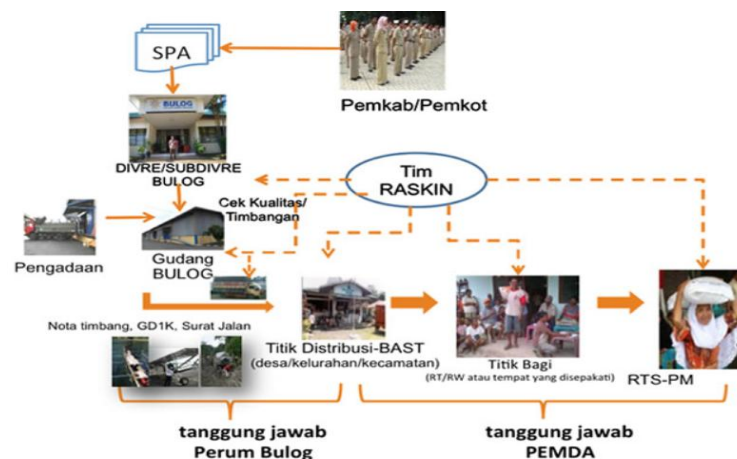 SPA
Pemkab/Pemkot
BULOG
DIVRE/SUBDIVRE
BULOG
Tim
RASKIN
Cek Kualitas/
Timbangan
Pengadaan
Gudang
BULOG
Nota timbang, GD1K, Surat Jalan
Titik Distribusi-BAST
(desa/kelurahan/kecamatan)
Titik Bagi
(RT/RW atau tempat yang disepakati)
RTS-PM
tanggung jawab
Perum Bulog
tanggung jawab
PEMDA